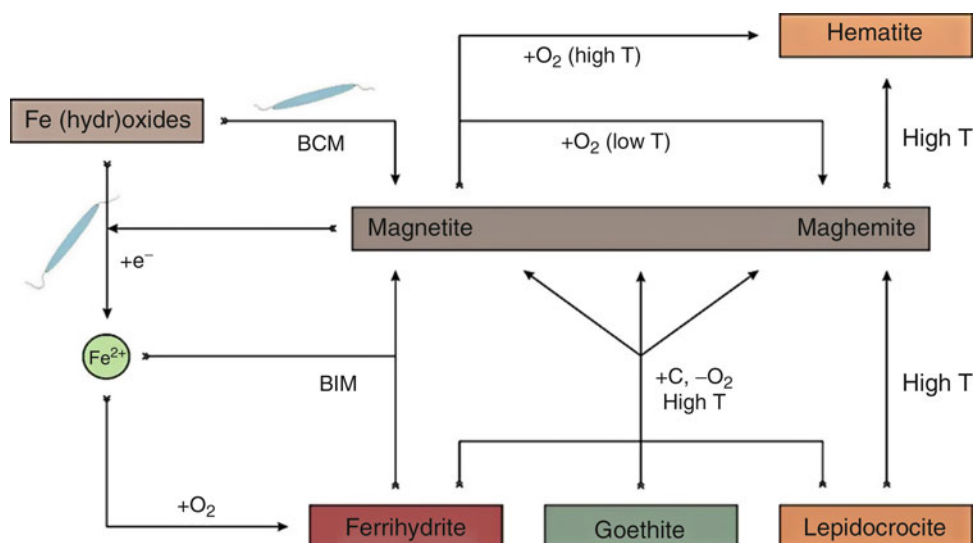 Hematite
+O₂ (high T)
Fe (hydr)oxides
BCM
+O₂ (low T)
High T
Magnetite
Maghemite
+e⁻
Fe²⁺
BIM
+C, –O₂
High T
High T
+O₂
Ferrihydrite
Goethite
Lepidocrocite